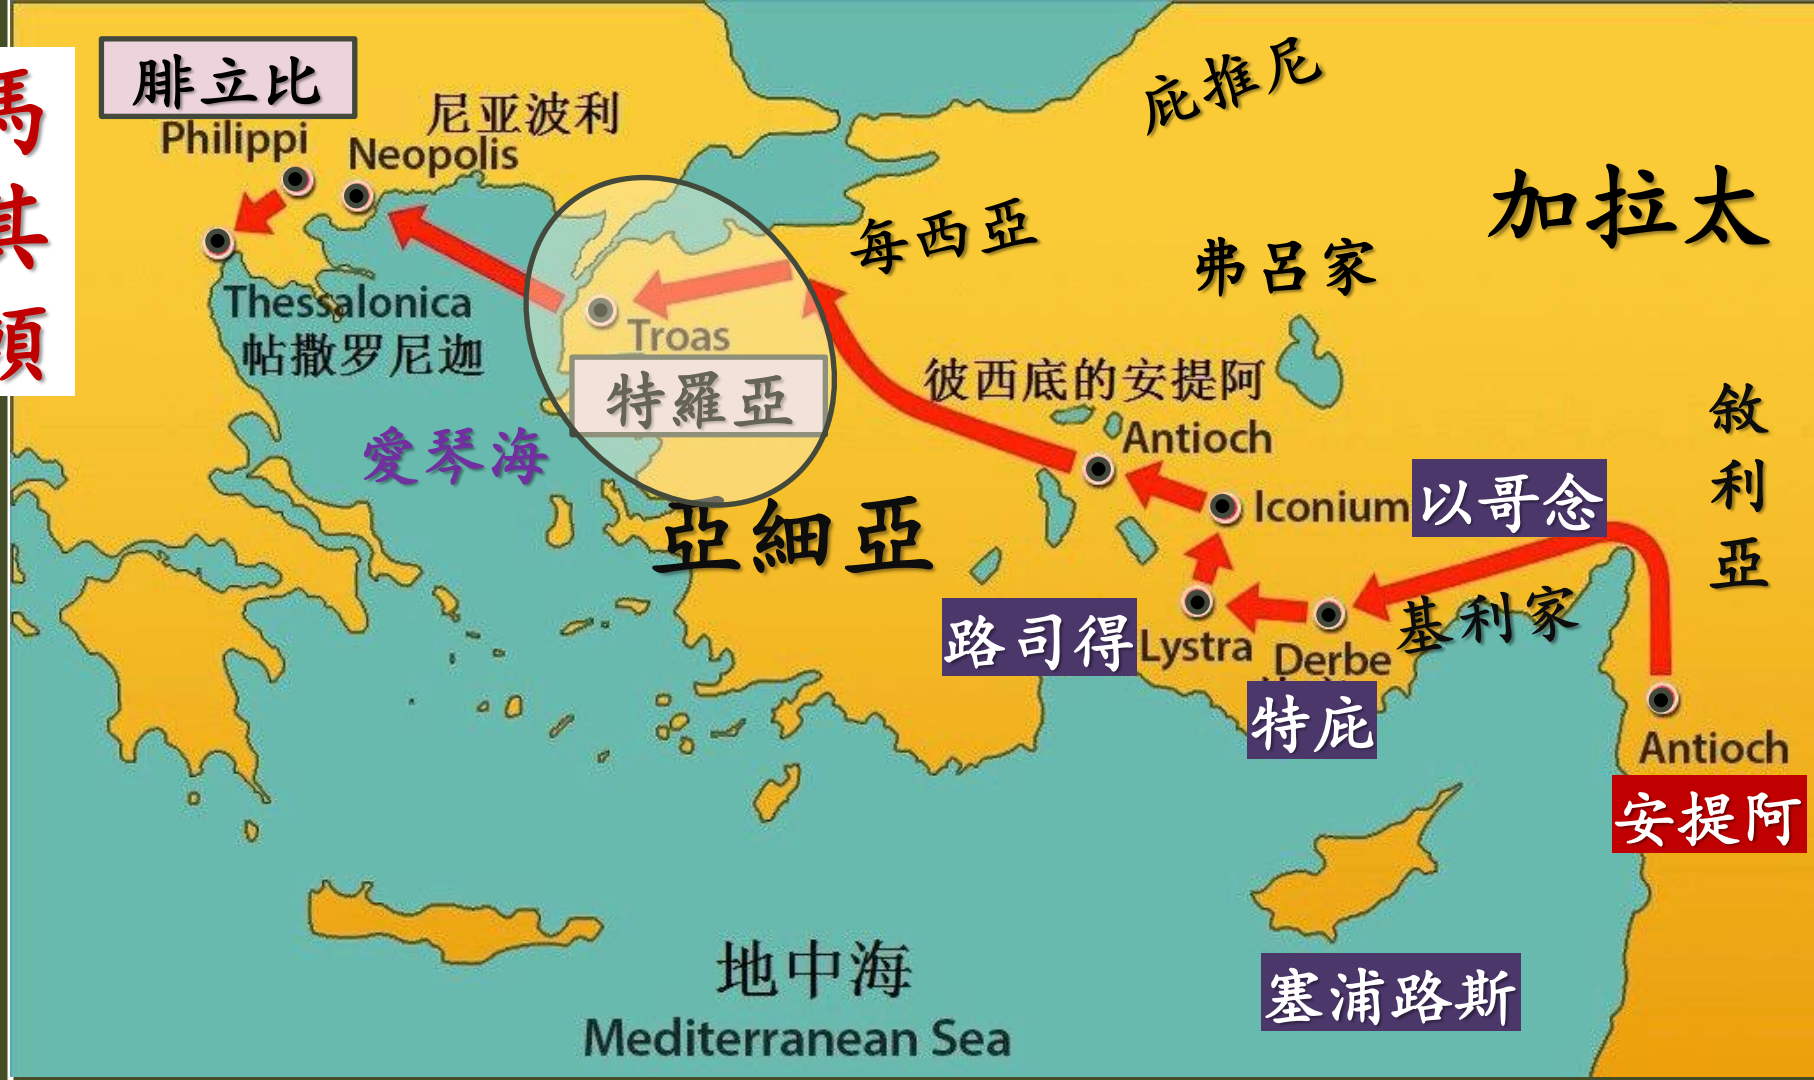 馬
其
頓
腓立比
Philippi
尼亚波利
Neopolis
庇推尼
加拉太
每西亞
弗呂家
Thessalonica
帖撒罗尼迦
Troas
特羅亞
彼西底的安提阿
Antioch
愛琴海
敘
利
亞
亞細亞
Iconium
以哥念
路司得
Lystra
Derbe
基利家
特庇
Antioch
安提阿
塞浦路斯
地中海
Mediterranean Sea